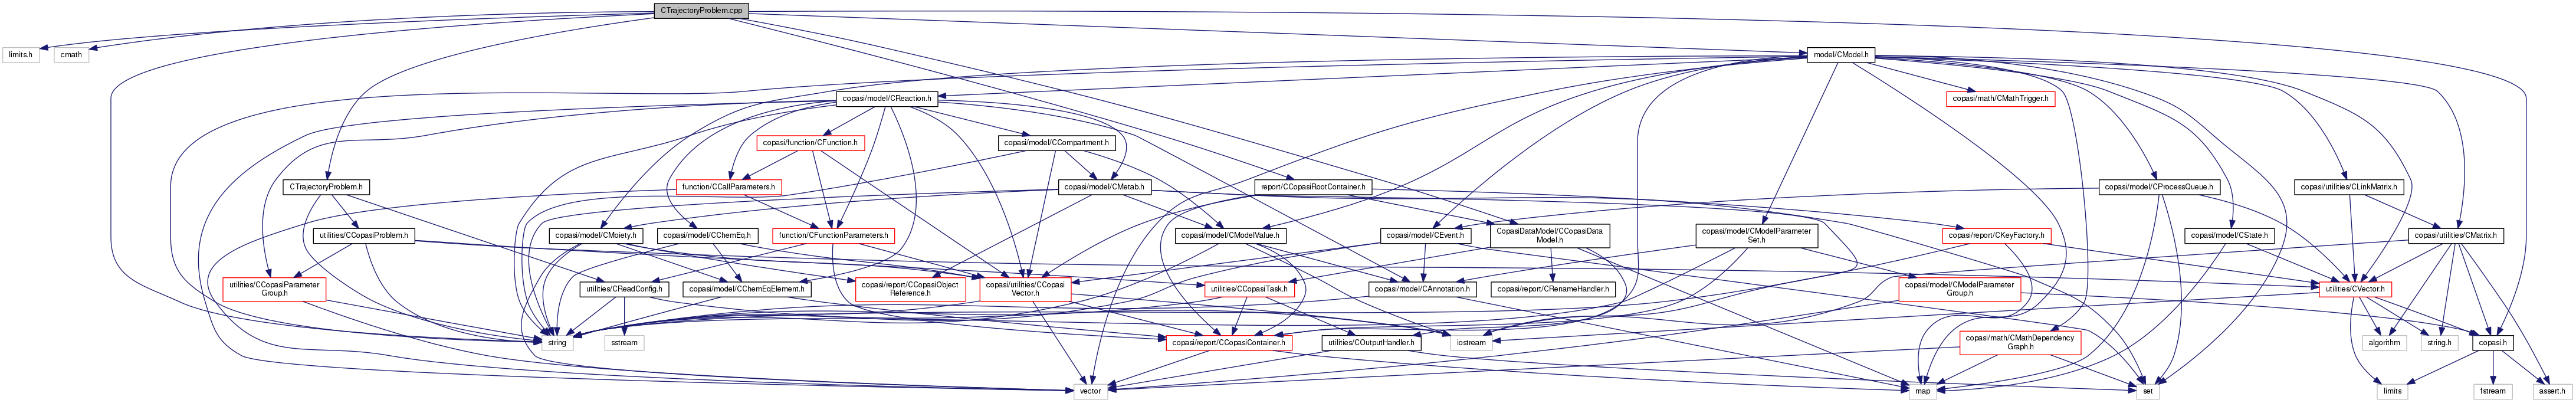 CTrajectoryProblem.cpp
limits.h
cmath
model/CModel.h
copasi/model/CReaction.h
copasi/math/CMathTrigger.h
copasi/function/CFunction.h
copasi/model/CCompartment.h
CTrajectoryProblem.h
function/CCallParameters.h
copasi/model/CMetab.h
report/CCopasiRootContainer.h
copasi/model/CProcessQueue.h
copasi/utilities/CLinkMatrix.h
utilities/CCopasiProblem.h
copasi/model/CMoiety.h
copasi/model/CChemEq.h
function/CFunctionParameters.h
copasi/model/CModelValue.h
copasi/model/CEvent.h
CopasiDataModel/CCopasiData
Model.h
copasi/model/CModelParameter
Set.h
copasi/report/CKeyFactory.h
copasi/model/CState.h
copasi/utilities/CMatrix.h
utilities/CCopasiParameter
Group.h
utilities/CReadConfig.h
copasi/model/CChemEqElement.h
copasi/report/CCopasiObject
Reference.h
copasi/utilities/CCopasi
Vector.h
utilities/CCopasiTask.h
copasi/model/CAnnotation.h
copasi/report/CRenameHandler.h
copasi/model/CModelParameter
Group.h
utilities/CVector.h
string
sstream
copasi/report/CCopasiContainer.h
iostream
utilities/COutputHandler.h
copasi/math/CMathDependency
Graph.h
algorithm
string.h
copasi.h
vector
map
set
limits
fstream
assert.h